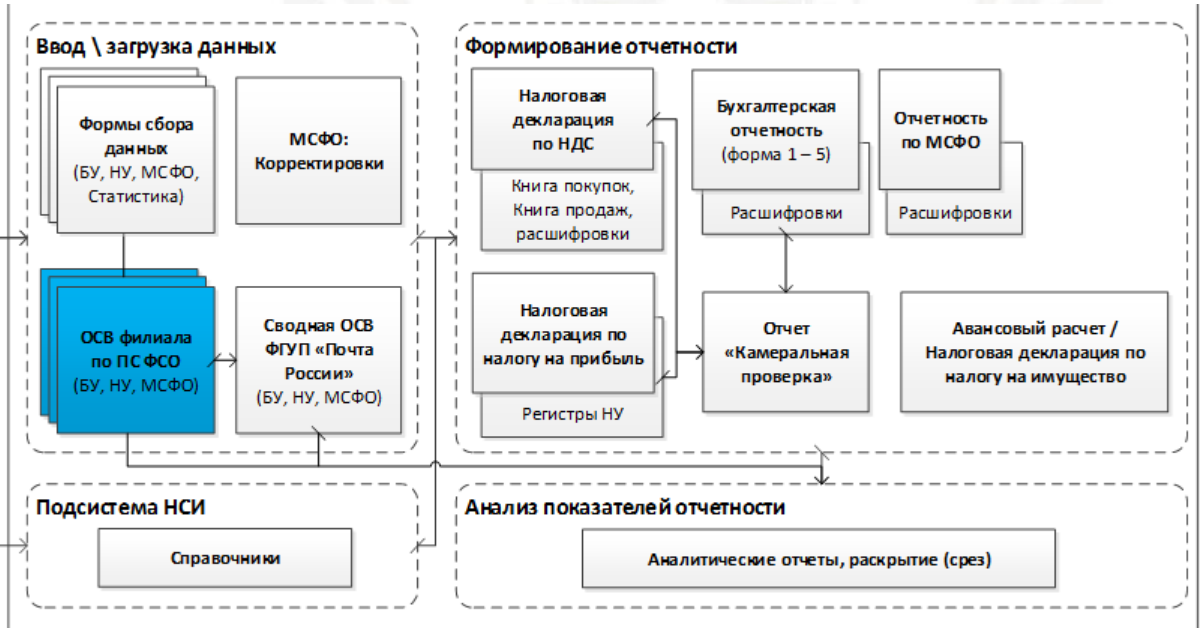 Ввод \ загрузка данных
Формы сбора
данных
(БУ, НУ, МСФО,
Статистика)
МСФО:
Корректировки
ОСВ филиала
по ПС ФСО
(БУ, НУ, МСФО)
Сводная ОСВ
ФГУП «Почта
России»
(БУ, НУ, МСФО)
Формирование отчетности
Налоговая
декларация
по НДС
Книга покупок,
Книга продаж,
расшифровки
Бухгалтерская
отчетность
(форма 1 – 5)
Расшифровки
Отчетность
по МСФО
Расшифровки
Налоговая
декларация по
налогу на прибыль
Регистры НУ
Отчет
«Камеральная
проверка»
Авансовый расчет /
Налоговая декларация по
налогу на имущество
Подсистема НСИ
Справочники
Анализ показателей отчетности
Аналитические отчеты, раскрытие (срез)